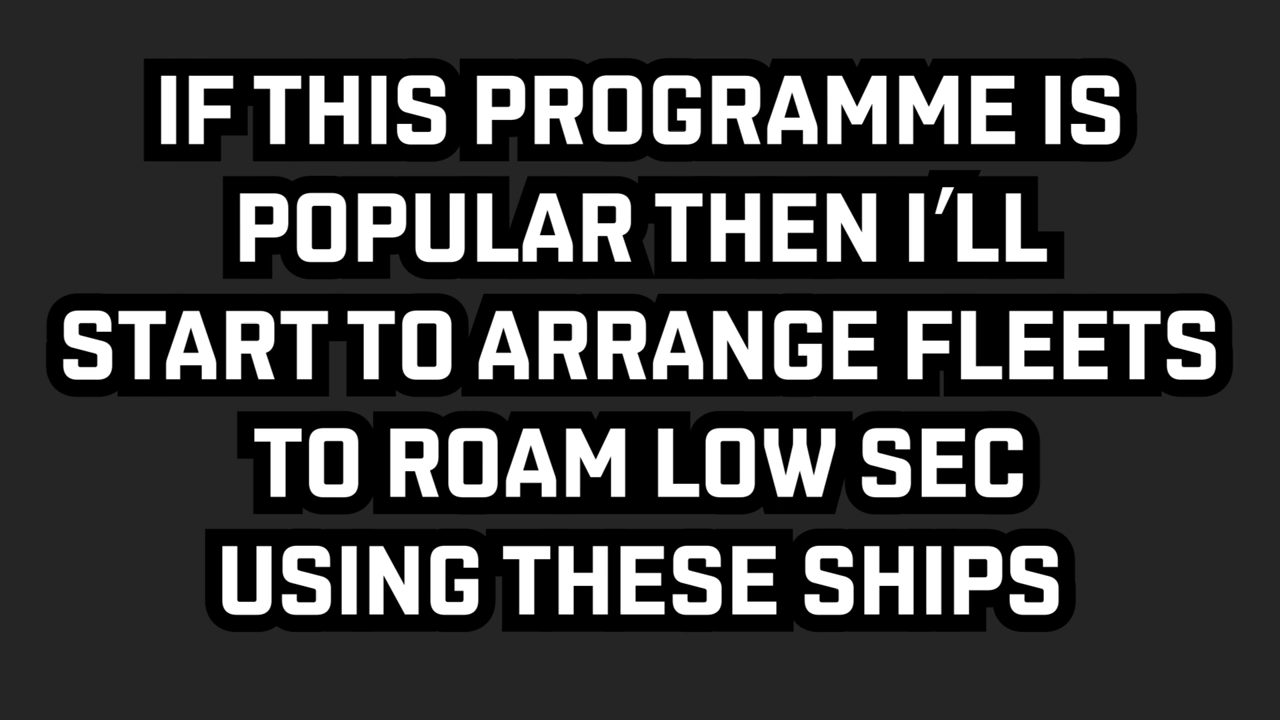 IF THIS PROGRAMME IS
POPULAR THEN I'LL
START TO ARRANGE FLEETS
TO ROAM LOW SEC
USING THESE SHIPS